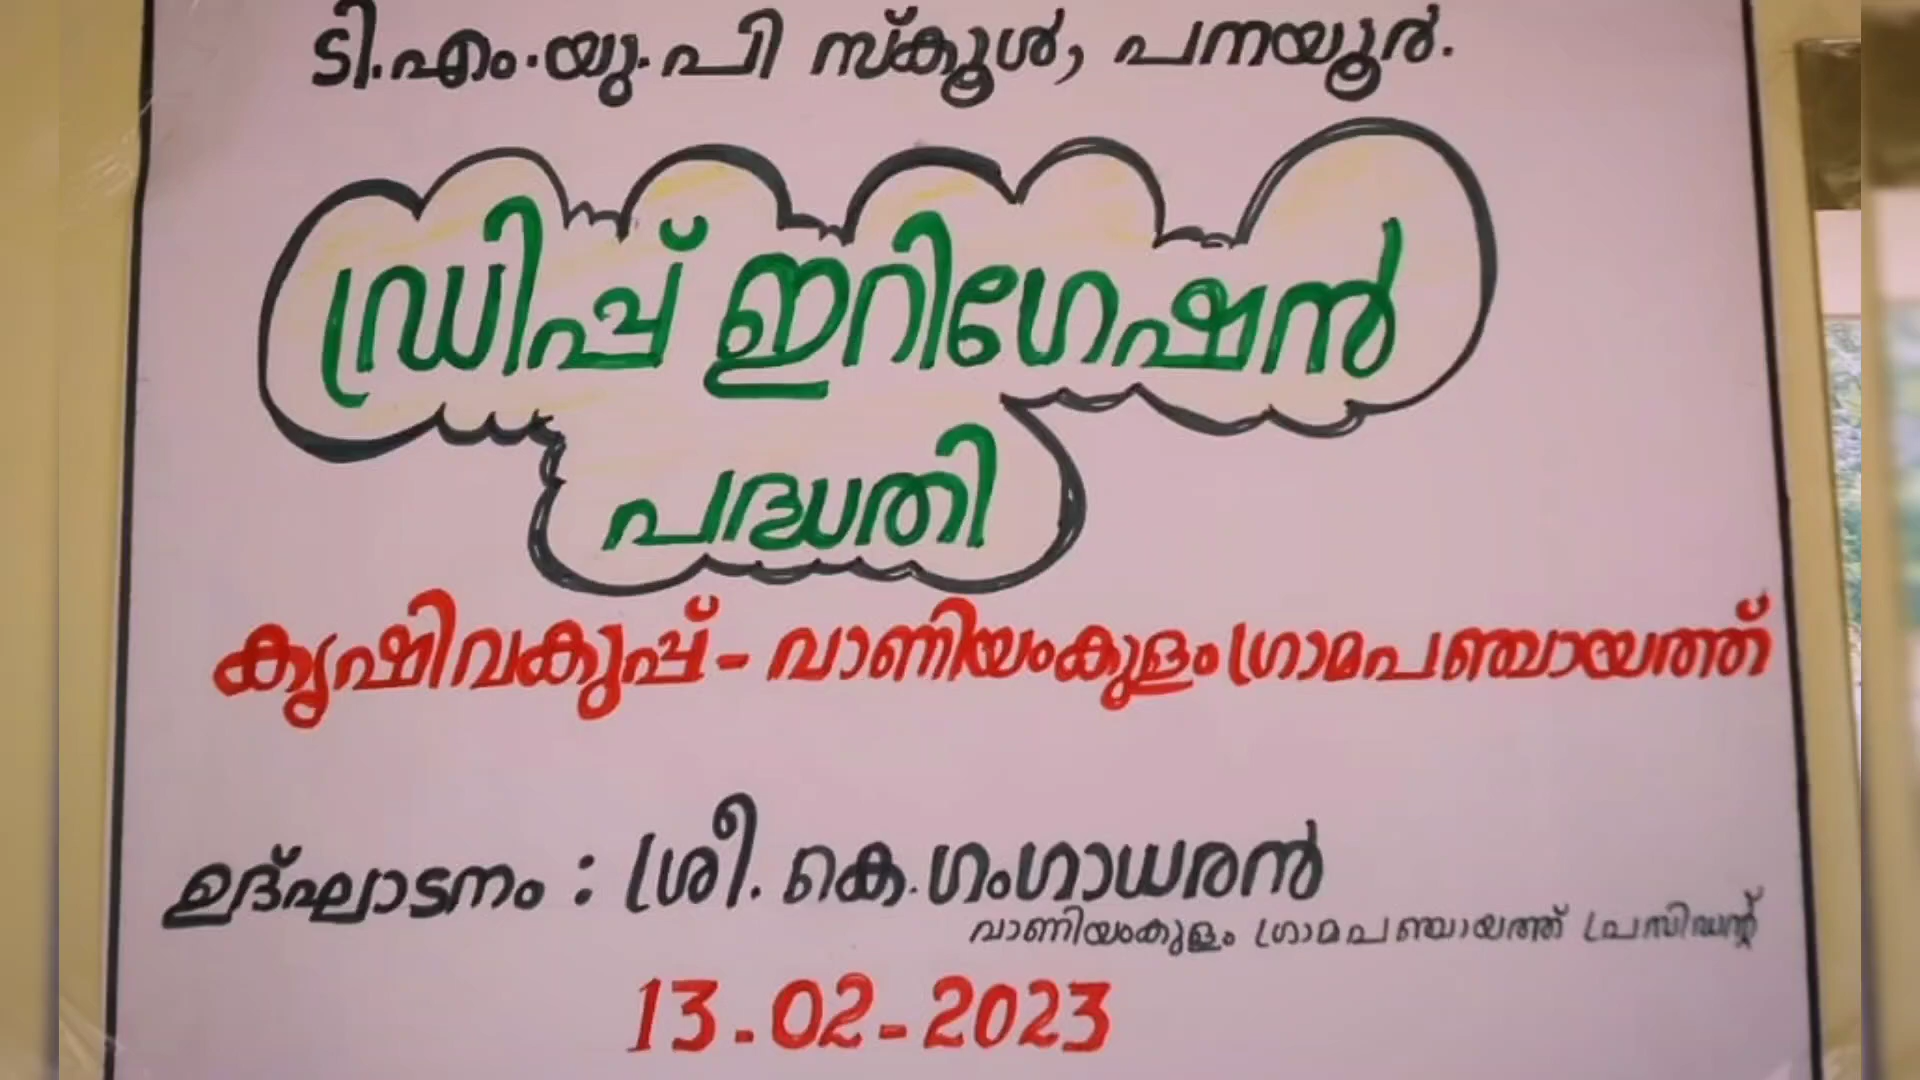 ടി.എം.യു.പി സ്കൂൾ, പനയൂർ.
ഡ്രിപ്പ് ഇറിഗേഷൻ
പദ്ധതി
കൃഷിവകുപ്പ് - വാണിയംകുളം ഗ്രാമപഞ്ചായത്ത്
ഉദ്ഘാടനം : ശ്രീ. കെ.ഗംഗാധരൻ
വാണിയംകുളം ഗ്രാമപഞ്ചായത്ത് പ്രസിഡന്റ്
13-02-2023